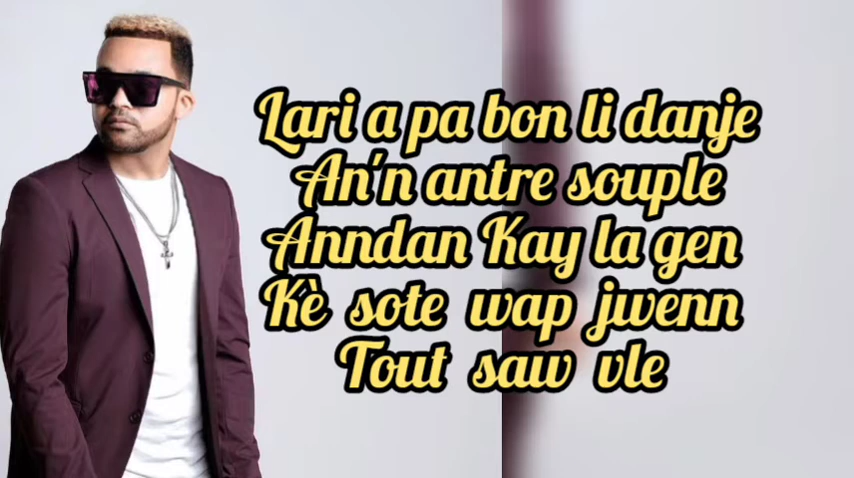 Lari a pa bon li danje
An'n antre souple
Anndan Kay la gen
Kè sote wap jwenn
Tout saw vle